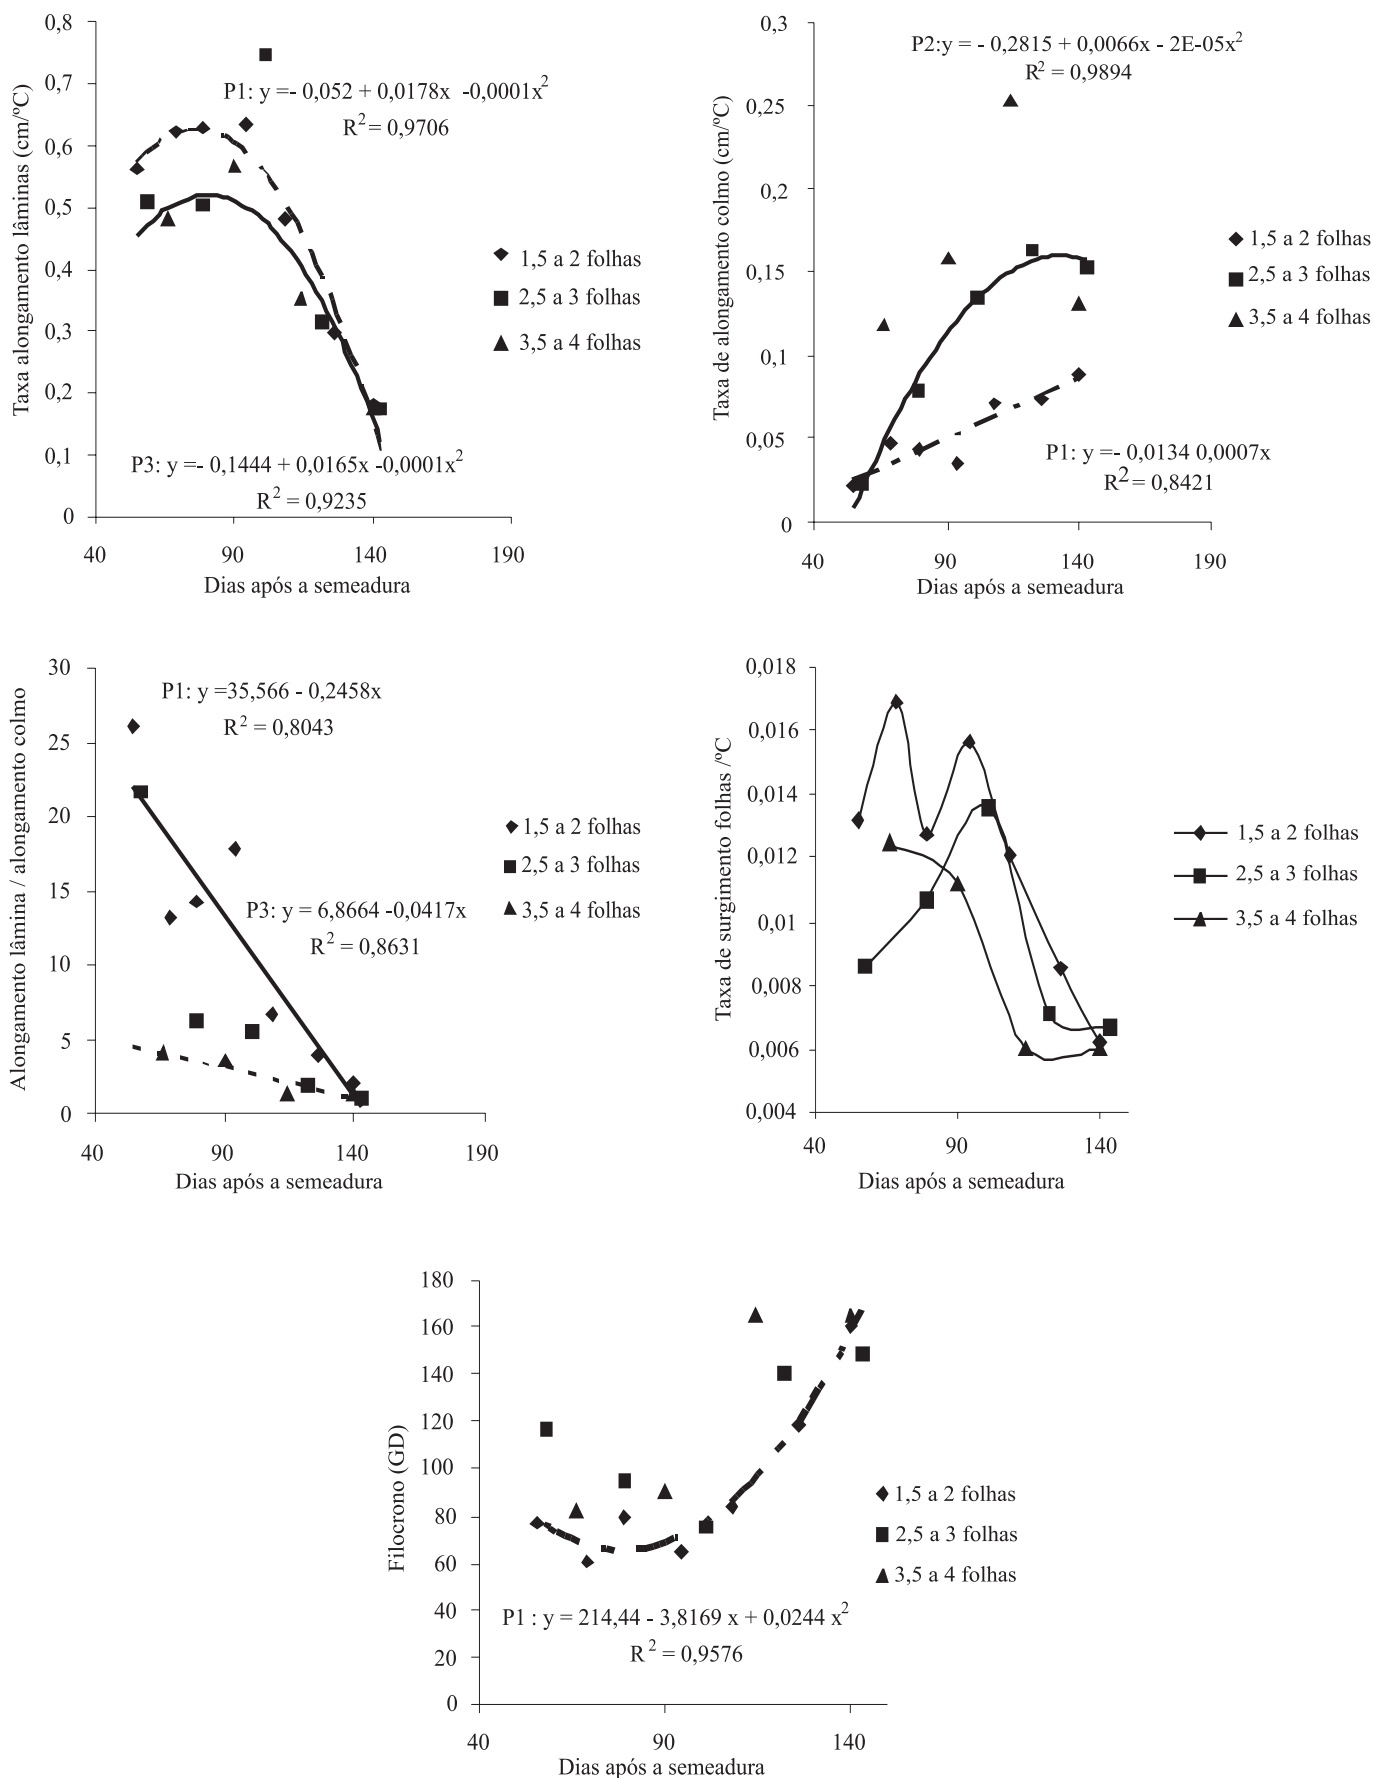 Taxa alongamento lâminas (cm/ºC)
0,8
0,7
0,6
0,5
0,4
0,3
0,2
0,1
0
40
90
140
190
Dias após a semeadura
P1: y =- 0,052 + 0,0178x -0,0001x²
R² = 0,9706
P3: y =- 0,1444 + 0,0165x -0,0001x²
R² = 0,9235
1,5 a 2 folhas
2,5 a 3 folhas
3,5 a 4 folhas
Taxa de alongamento colmo (cm/ºC)
0,3
0,25
0,2
0,15
0,1
0,05
0
40
90
140
190
Dias após a semeadura
P2:y = - 0,2815 + 0,0066x - 2E-05x²
R² = 0,9894
P1: y =- 0,0134 0,0007x
R² = 0,8421
1,5 a 2 folhas
2,5 a 3 folhas
3,5 a 4 folhas
Alongamento lâmina / alongamento colmo
30
25
20
15
10
5
0
40
90
140
190
Dias após a semeadura
P1: y =35,566 - 0,2458x
R² = 0,8043
P3: y = 6,8664 -0,0417x
R² = 0,8631
1,5 a 2 folhas
2,5 a 3 folhas
3,5 a 4 folhas
Taxa de surgimento folhas /ºC
0,018
0,016
0,014
0,012
0,01
0,008
0,006
0,004
40
90
140
Dias após a semeadura
1,5 a 2 folhas
2,5 a 3 folhas
3,5 a 4 folhas
Filocrono (GD)
180
160
140
120
100
80
60
40
20
0
40
90
140
Dias após a semeadura
P1 : y = 214,44 - 3,8169 x + 0,0244 x²
R² = 0,9576
1,5 a 2 folhas
2,5 a 3 folhas
3,5 a 4 folhas